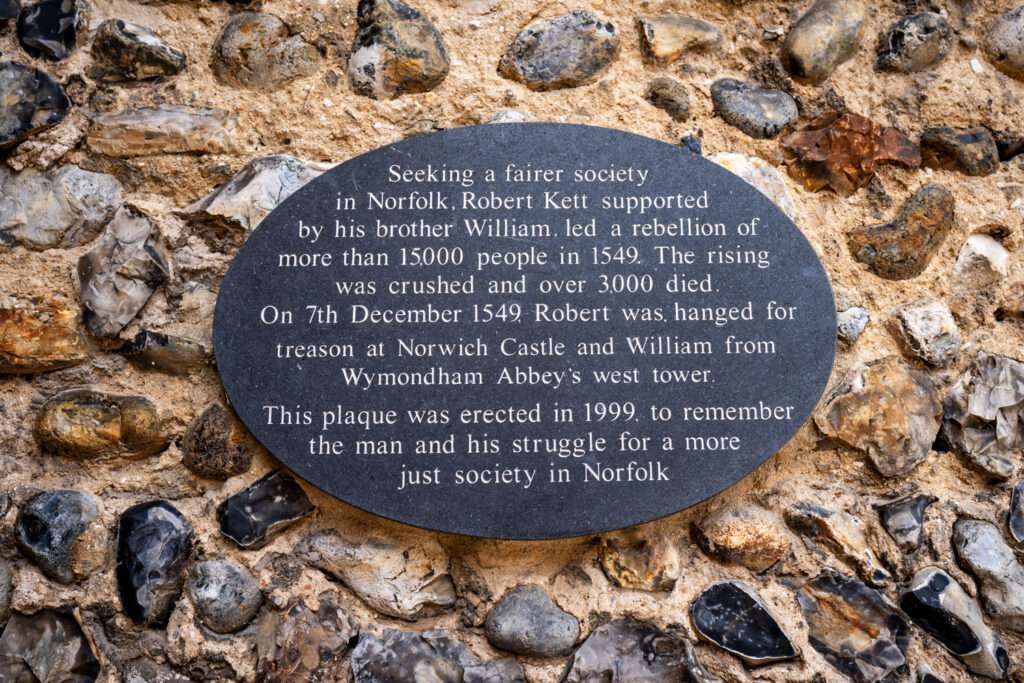 Seeking a fairer society
in Norfolk, Robert Kett supported
by his brother William, led a rebellion of
more than 15,000 people in 1549. The rising
was crushed and over 3,000 died.
On 7th December 1549, Robert was hanged for
treason at Norwich Castle and William from
Wymondham Abbey's west tower.
This plaque was erected in 1999, to remember
the man and his struggle for a more
just society in Norfolk